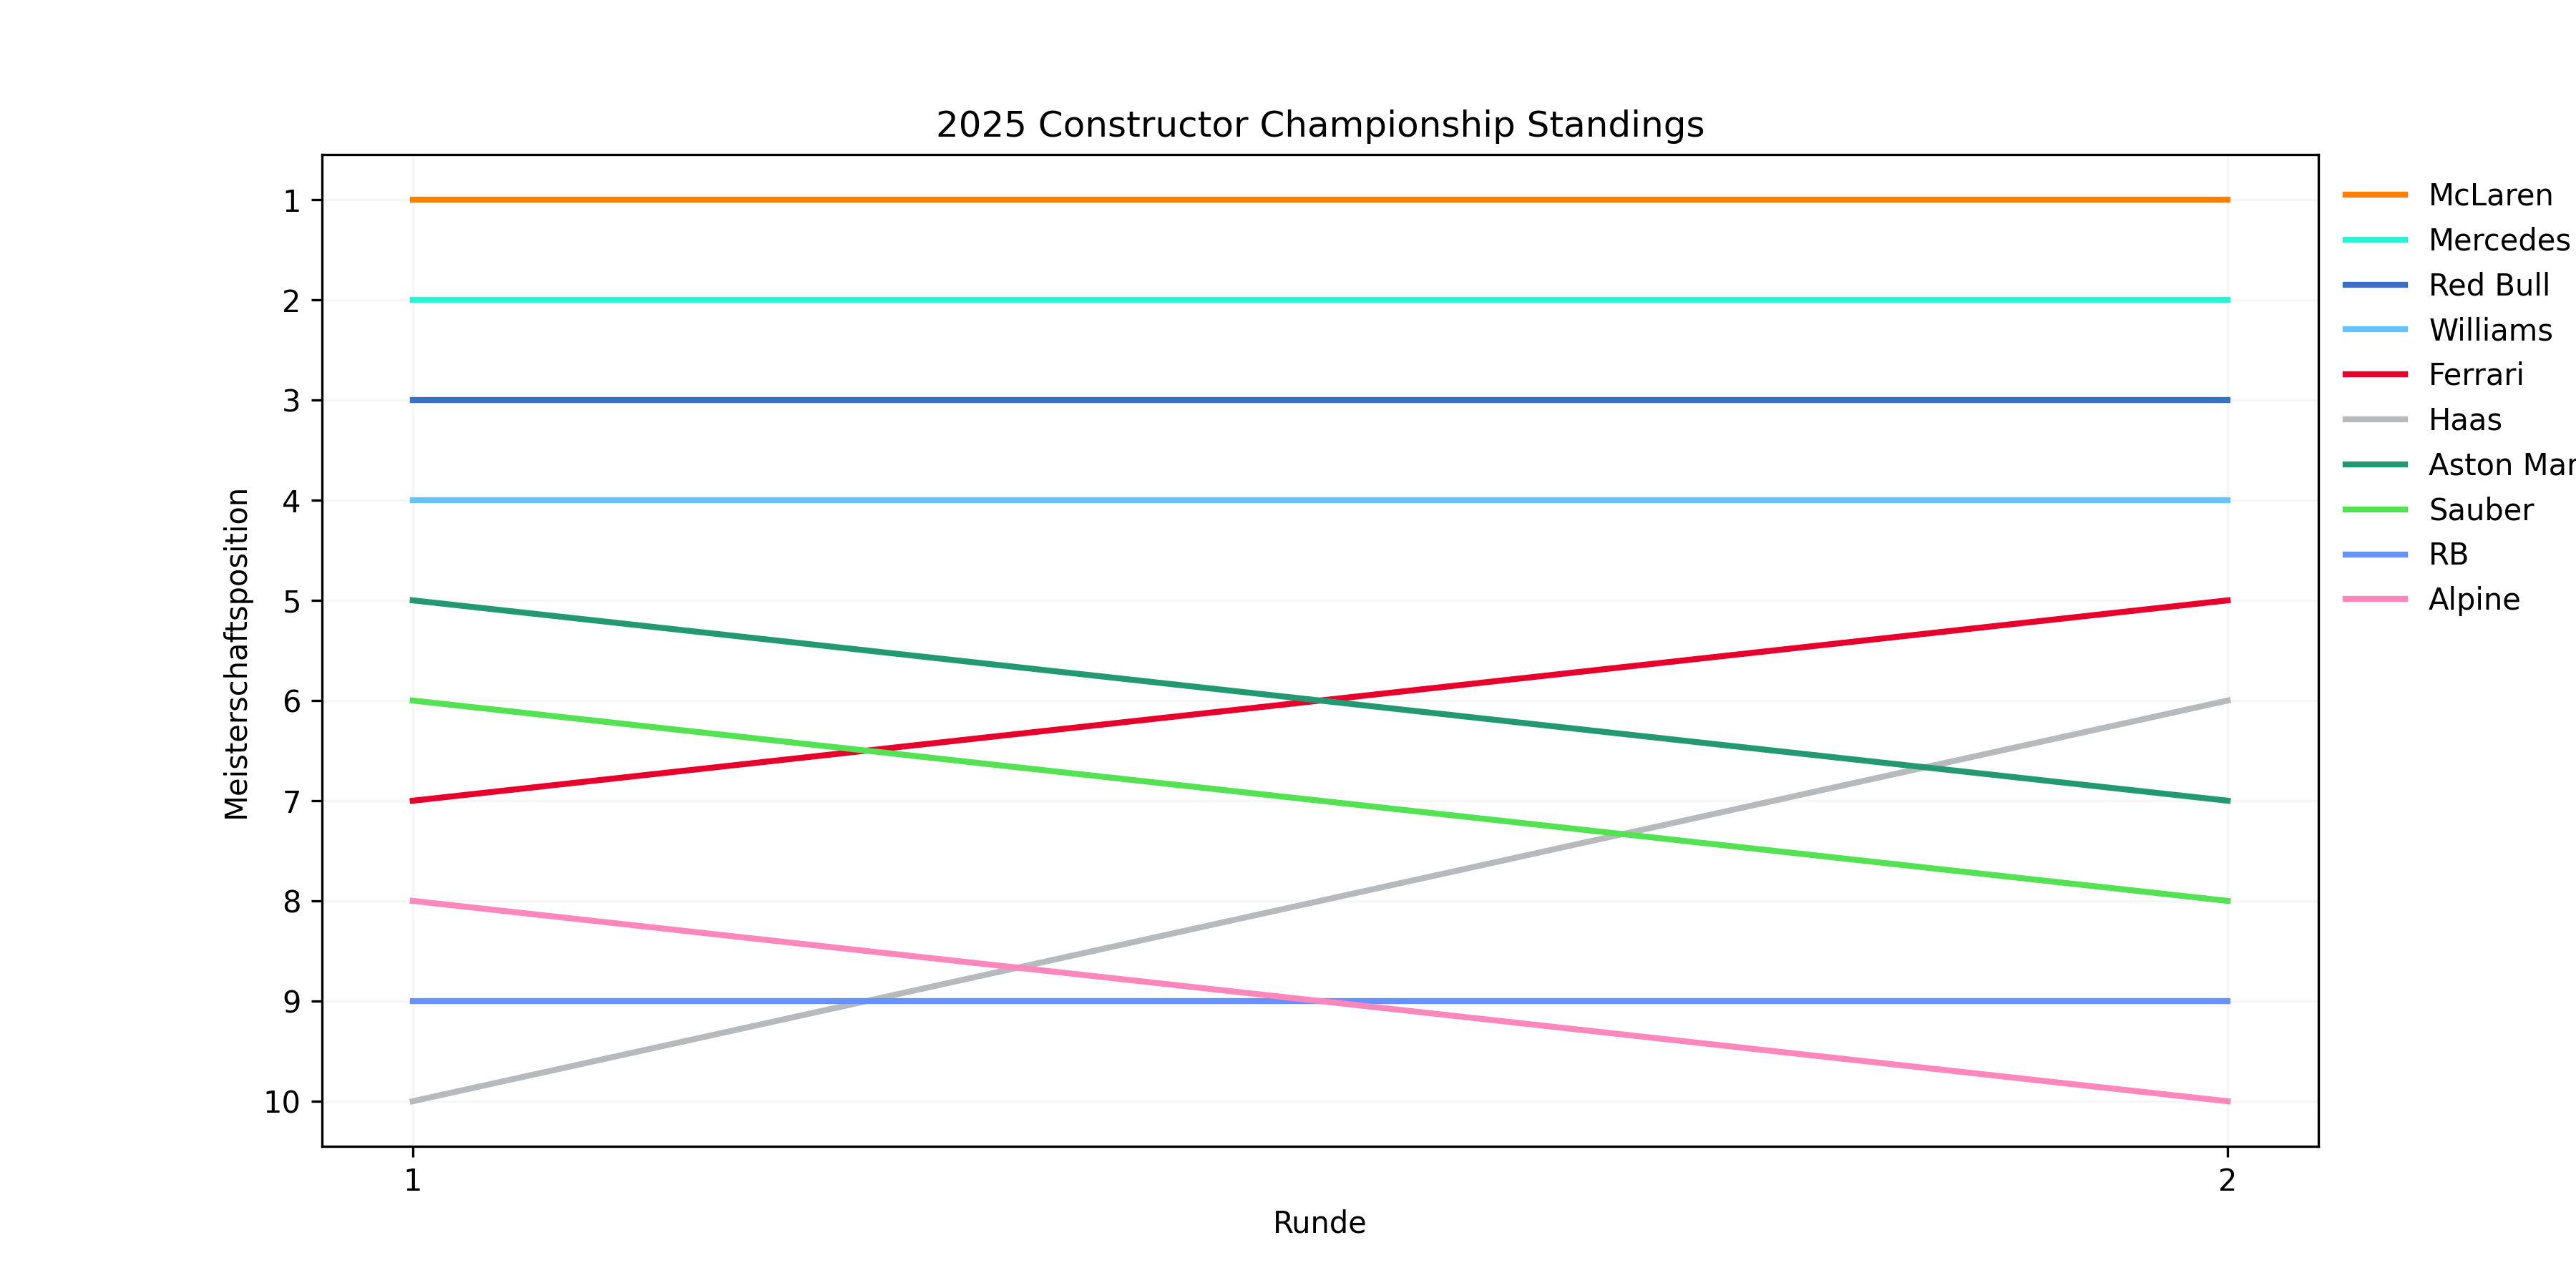 2025 Constructor Championship Standings
Meisterschaftsposition
1
2
3
4
5
6
7
8
9
10
1
2
Runde
McLaren
Mercedes
Red Bull
Williams
Ferrari
Haas
Aston Mar
Sauber
RB
Alpine